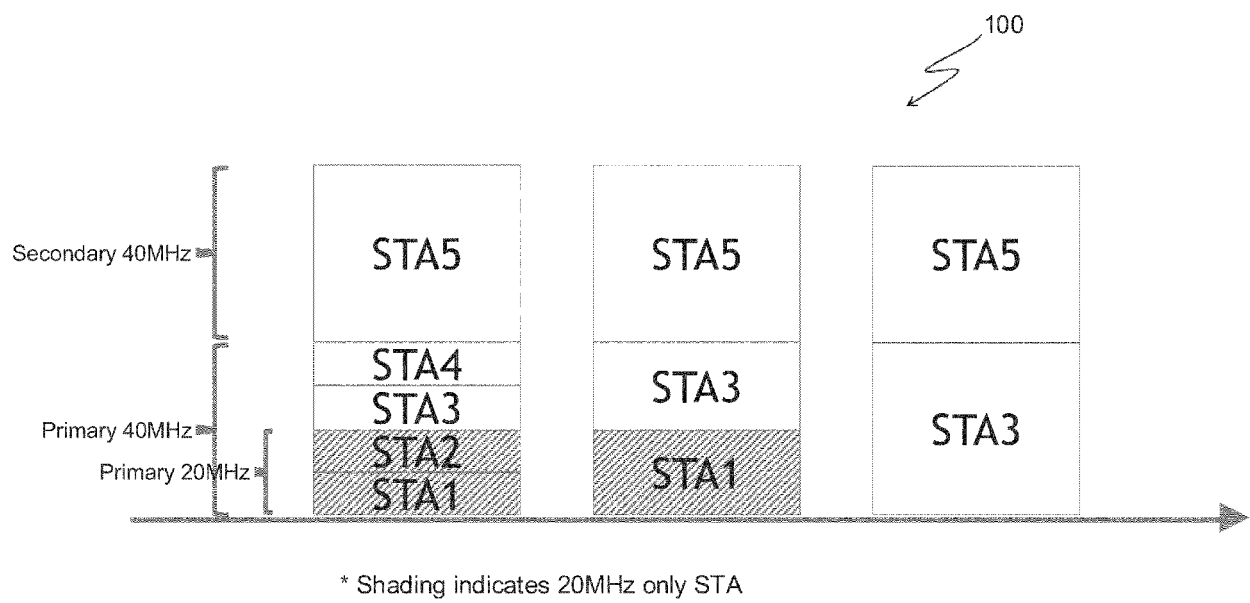 100
Secondary 40MHz
STA5
STA5
STA5
STA4
STA3
STA3
STA3
Primary 40MHz
STA2
Primary 20MHz
STA1
STA1
* Shading indicates 20MHz only STA